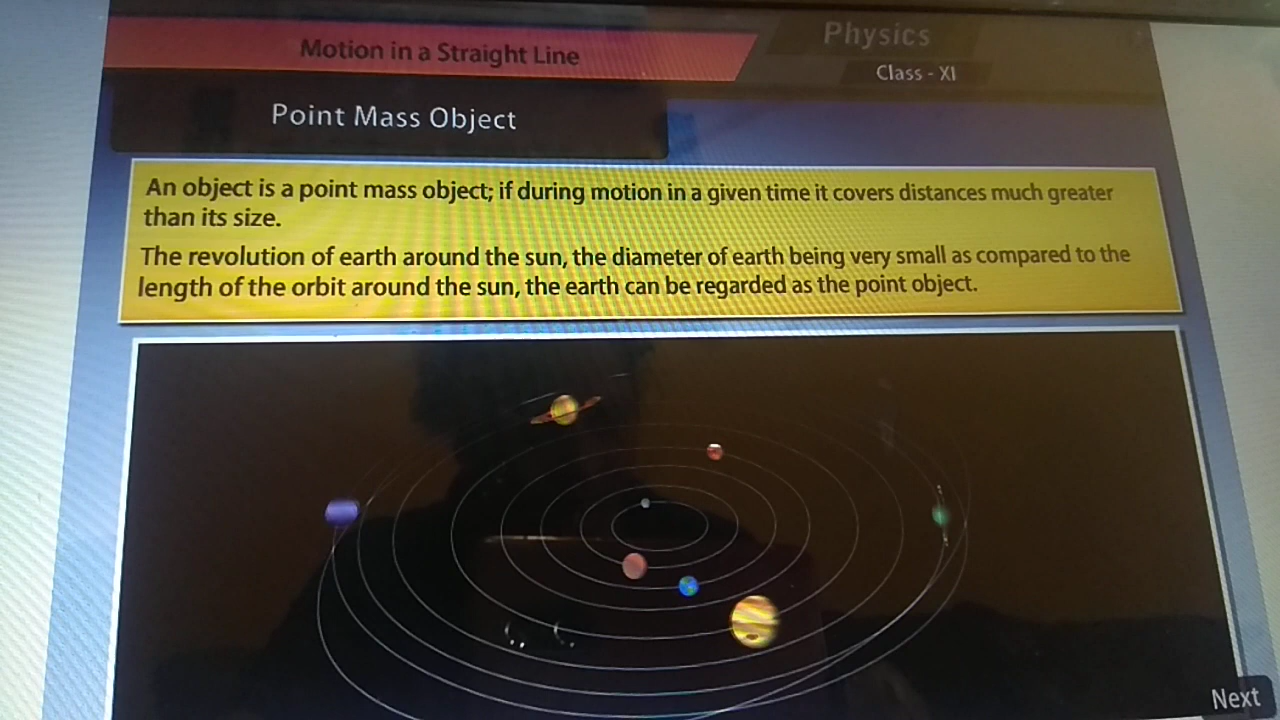 Motion in a Straight Line
Physics
Class - XI
Point Mass Object
An object is a point mass object; if during motion in a given time it covers distances much greater
than its size.
The revolution of earth around the sun, the diameter of earth being very small as compared to the
length of the orbit around the sun, the earth can be regarded as the point object.
Next